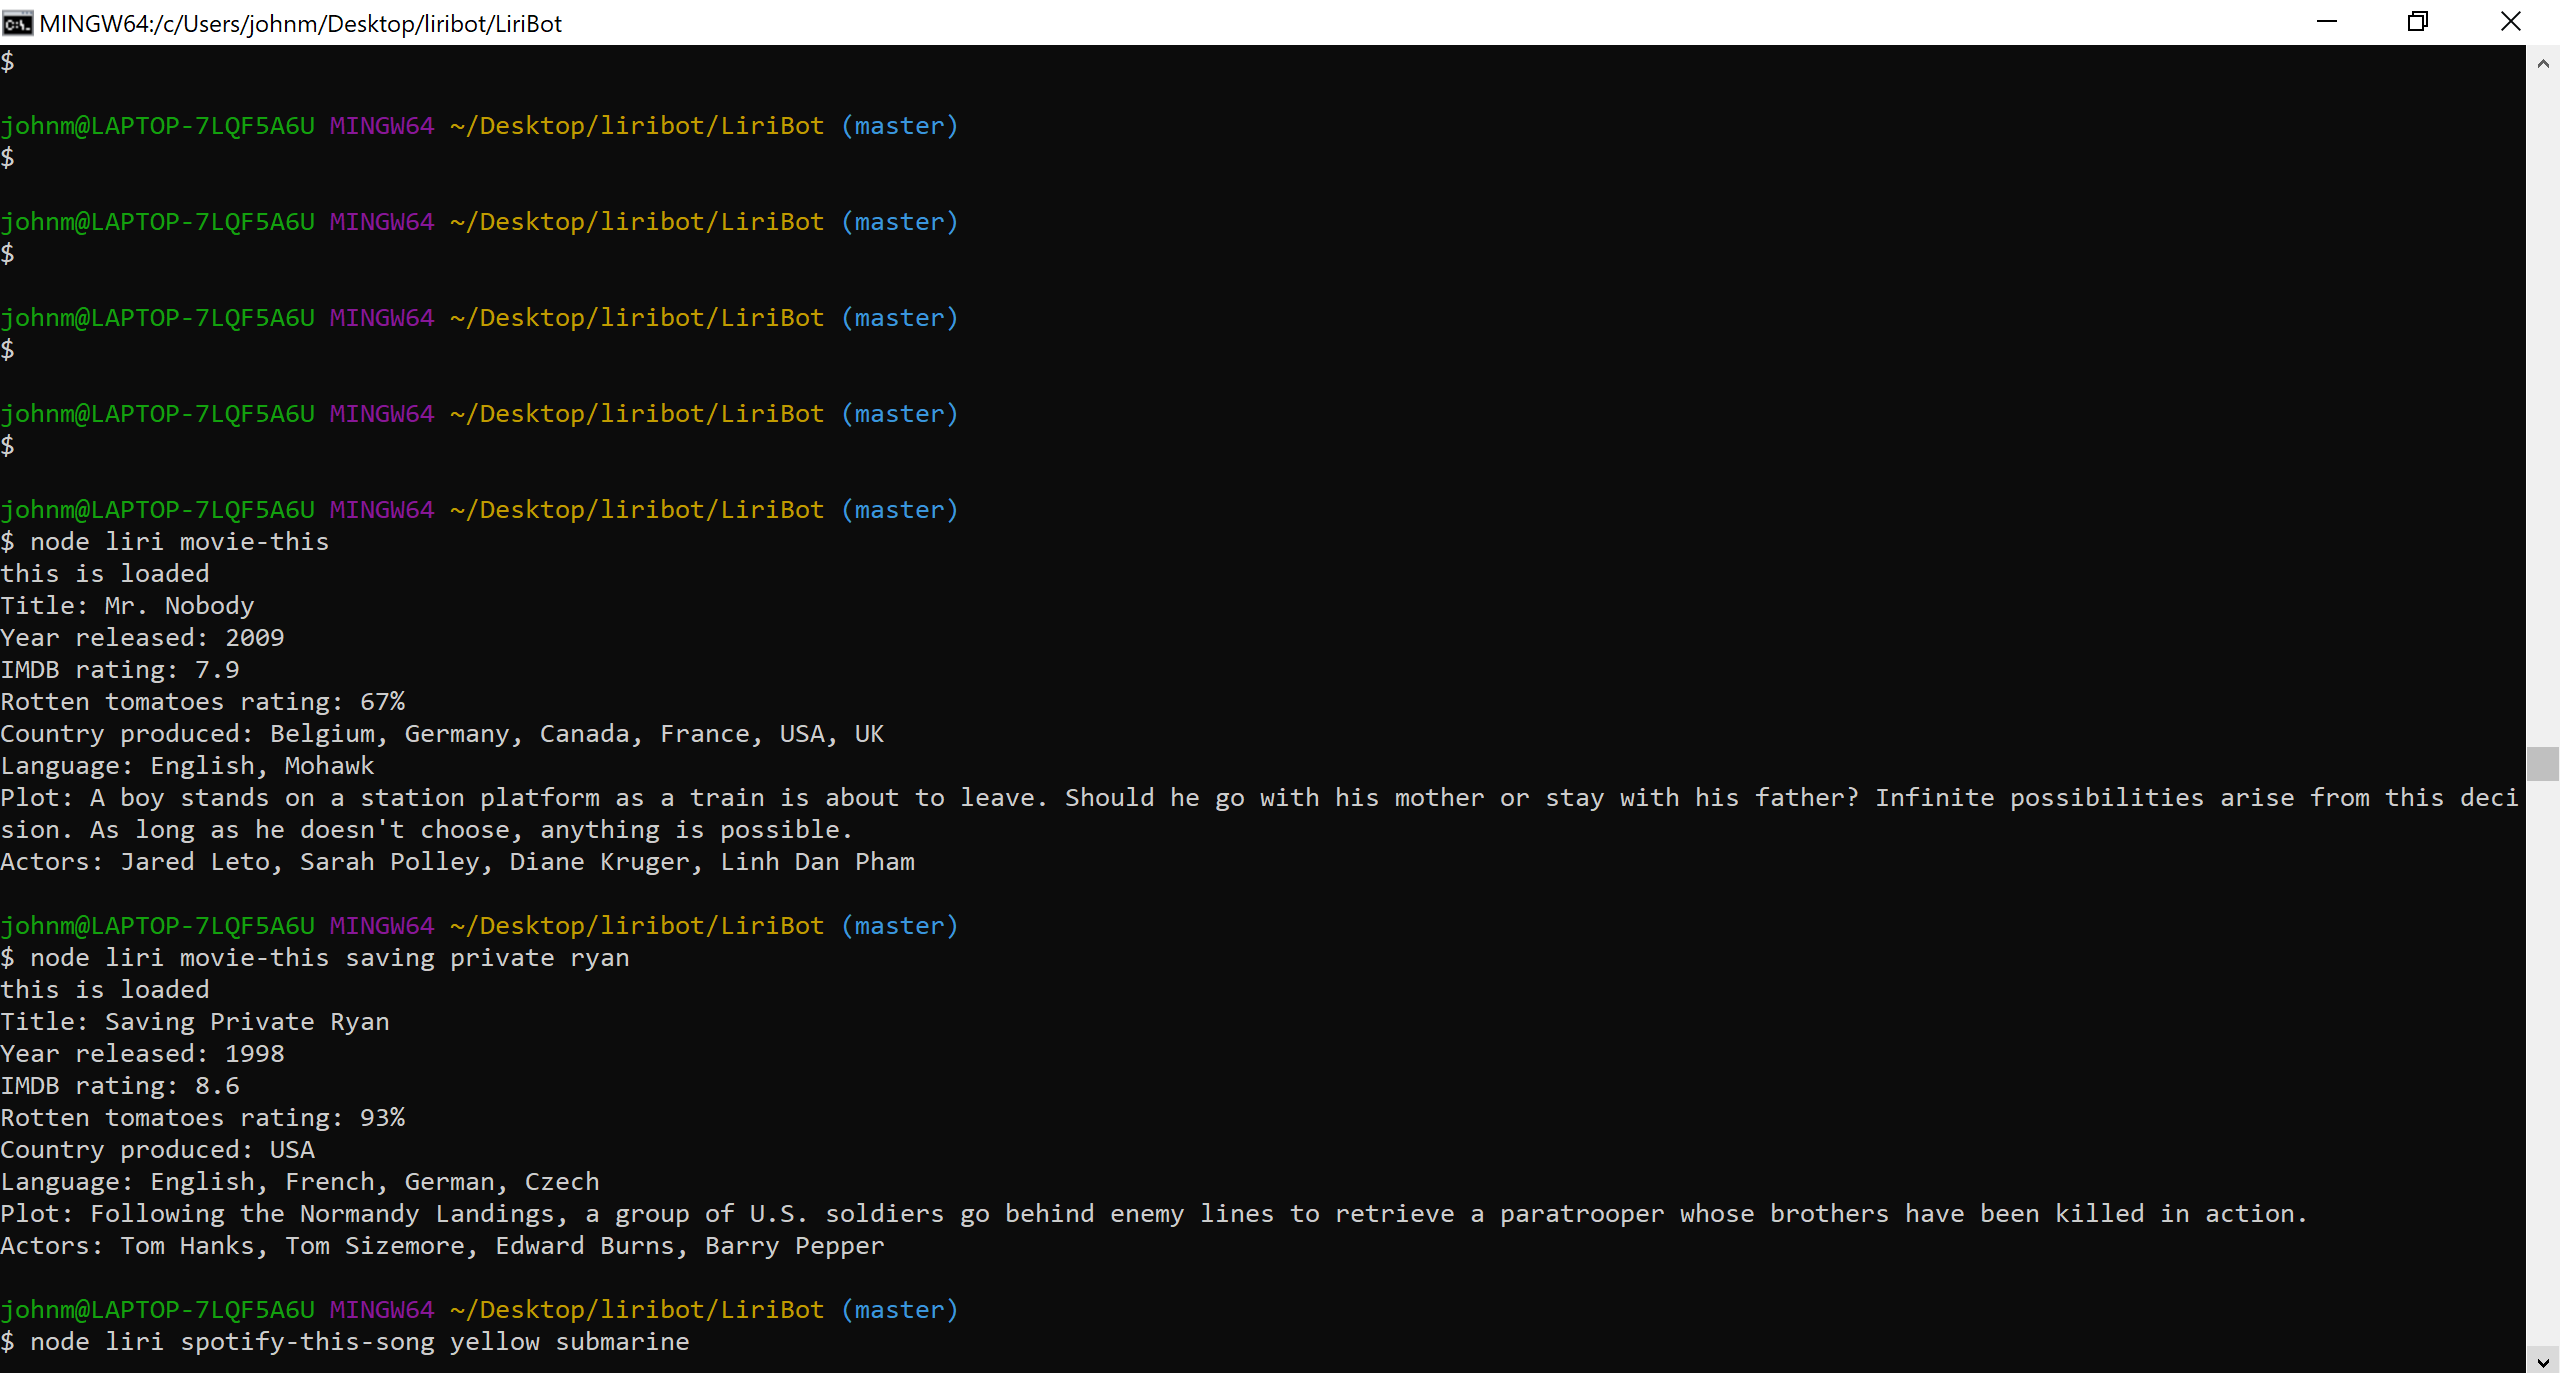 MINGW64:/c/Users/johnm/Desktop/liribot/LiriBot
$
johnm@LAPTOP-7LQF5A6U MINGW64 ~/Desktop/liribot/LiriBot (master)
$
johnm@LAPTOP-7LQF5A6U MINGW64 ~/Desktop/liribot/LiriBot (master)
$
johnm@LAPTOP-7LQF5A6U MINGW64 ~/Desktop/liribot/LiriBot (master)
$
johnm@LAPTOP-7LQF5A6U MINGW64 ~/Desktop/liribot/LiriBot (master)
$
johnm@LAPTOP-7LQF5A6U MINGW64 ~/Desktop/liribot/LiriBot (master)
$ node liri movie-this
this is loaded
Title: Mr. Nobody
Year released: 2009
IMDB rating: 7.9
Rotten tomatoes rating: 67%
Country produced: Belgium, Germany, Canada, France, USA, UK
Language: English, Mohawk
Plot: A boy stands on a station platform as a train is about to leave. Should he go with his mother or stay with his father? Infinite possibilities arise from this deci
sion. As long as he doesn't choose, anything is possible.
Actors: Jared Leto, Sarah Polley, Diane Kruger, Linh Dan Pham
johnm@LAPTOP-7LQF5A6U MINGW64 ~/Desktop/liribot/LiriBot (master)
$ node liri movie-this saving private ryan
this is loaded
Title: Saving Private Ryan
Year released: 1998
IMDB rating: 8.6
Rotten tomatoes rating: 93%
Country produced: USA
Language: English, French, German, Czech
Plot: Following the Normandy Landings, a group of U.S. soldiers go behind enemy lines to retrieve a paratrooper whose brothers have been killed in action.
Actors: Tom Hanks, Tom Sizemore, Edward Burns, Barry Pepper
johnm@LAPTOP-7LQF5A6U MINGW64 ~/Desktop/liribot/LiriBot (master)
$ node liri spotify-this-song yellow submarine